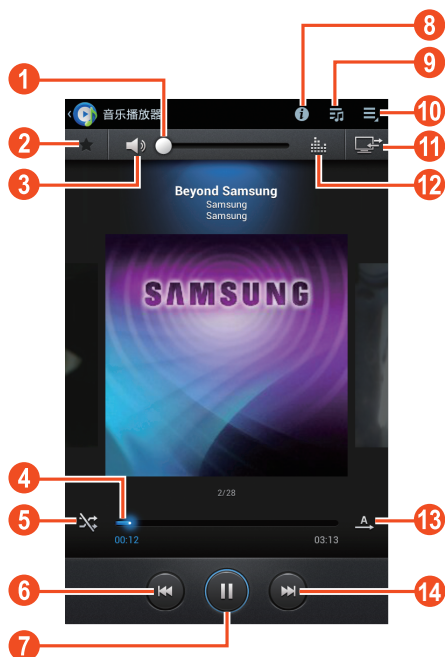 8
9
1
音乐播放器
10
2
11
3
12
Beyond Samsung
Samsung
Samsung
SAMSUNG
2/28
4
5
13
00:12
03:13
A
6
14
7